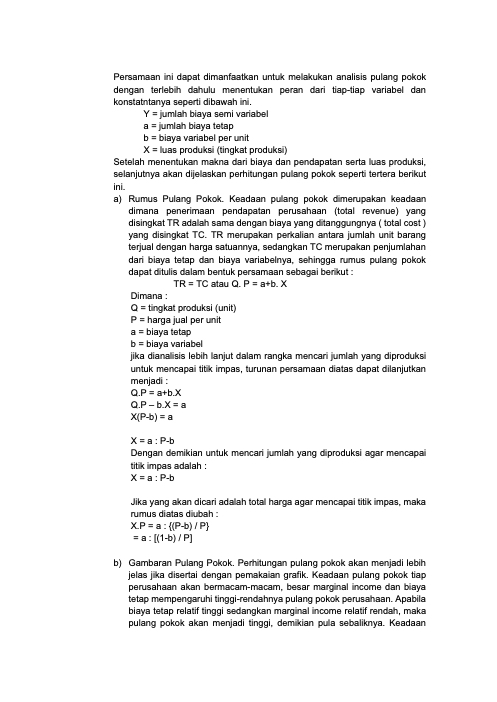 Persamaan ini dapat dimanfaatkan untuk melakukan analisis pulang pokok
dengan terlebih dahulu menentukan peran dari tiap-tiap variabel dan
konstatntanya seperti dibawah ini.
Y = jumlah biaya semi variabel
a = jumlah biaya tetap
b = biaya variabel per unit
X = luas produksi (tingkat produksi)
Setelah menentukan makna dari biaya dan pendapatan serta luas produksi,
selanjutnya akan dijelaskan perhitungan pulang pokok seperti tertera berikut
ini.
a) Rumus Pulang Pokok. Keadaan pulang pokok dimerupakan keadaan
dimana penerimaan pendapatan perusahaan (total revenue) yang
disingkat TR adalah sama dengan biaya yang ditanggungnya ( total cost )
yang disingkat TC. TR merupakan perkalian antara jumlah unit barang
terjual dengan harga satuannya, sedangkan TC merupakan penjumlahan
dari biaya tetap dan biaya variabelnya, sehingga rumus pulang pokok
dapat ditulis dalam bentuk persamaan sebagai berikut :
TR = TC atau Q. P = a+b. X
Dimana :
Q = tingkat produksi (unit)
P = harga jual per unit
a = biaya tetap
b = biaya variabel
jika dianalisis lebih lanjut dalam rangka mencari jumlah yang diproduksi
untuk mencapai titik impas, turunan persamaan diatas dapat dilanjutkan
menjadi :
Q.P = a+b.X
Q.P – b.X = a
X(P-b) = a
X = a : P-b
Dengan demikian untuk mencari jumlah yang diproduksi agar mencapai
titik impas adalah :
X = a : P-b
Jika yang akan dicari adalah total harga agar mencapai titik impas, maka
rumus diatas diubah :
X.P = a : {(P-b) / P}
= a : [(1-b) / P]
b) Gambaran Pulang Pokok. Perhitungan pulang pokok akan menjadi lebih
jelas jika disertai dengan pemakaian grafik. Keadaan pulang pokok tiap
perusahaan akan bermacam-macam, besar marginal income dan biaya
tetap mempengaruhi tinggi-rendahnya pulang pokok perusahaan. Apabila
biaya tetap relatif tinggi sedangkan marginal income relatif rendah, maka
pulang pokok akan menjadi tinggi, demikian pula sebaliknya. Keadaan